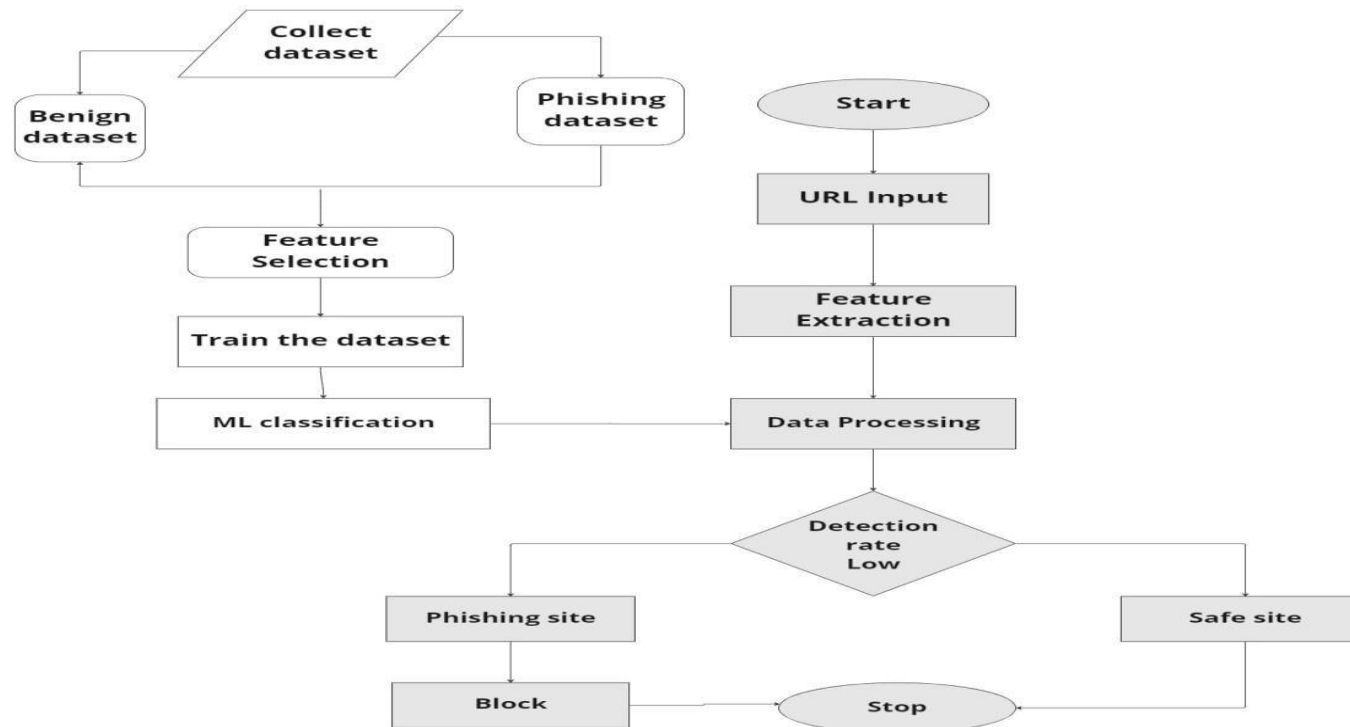 Collect
dataset
Benign
dataset
Phishing
dataset
Feature
Selection
Train the dataset
ML classification
Start
URL Input
Feature
Extraction
Data Processing
Detection
rate
Low
Phishing site
Safe site
Block
Stop